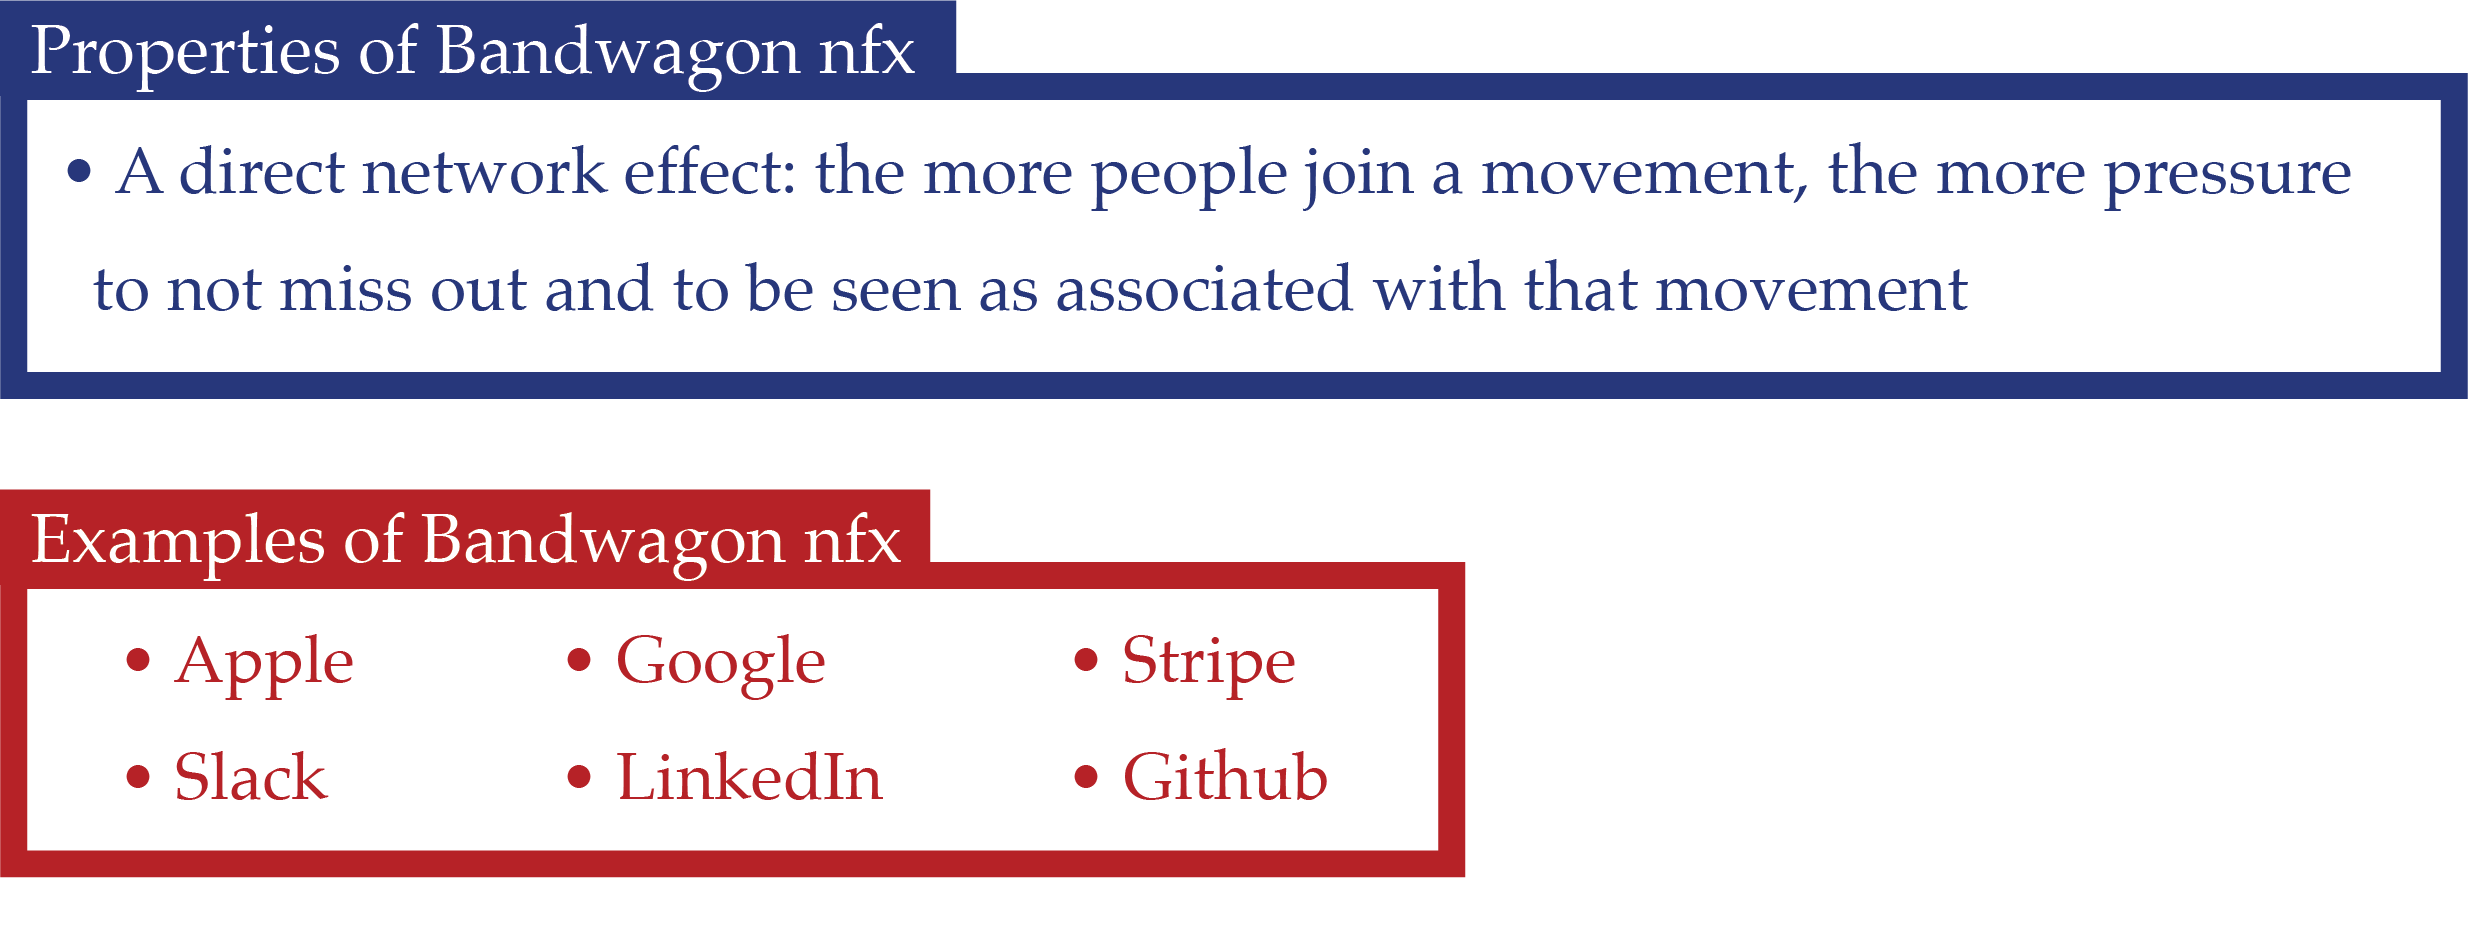 Properties of Bandwagon nfx
• A direct network effect: the more people join a movement, the more pressure
to not miss out and to be seen as associated with that movement
Examples of Bandwagon nfx
• Apple • Google • Stripe
• Slack • LinkedIn • Github